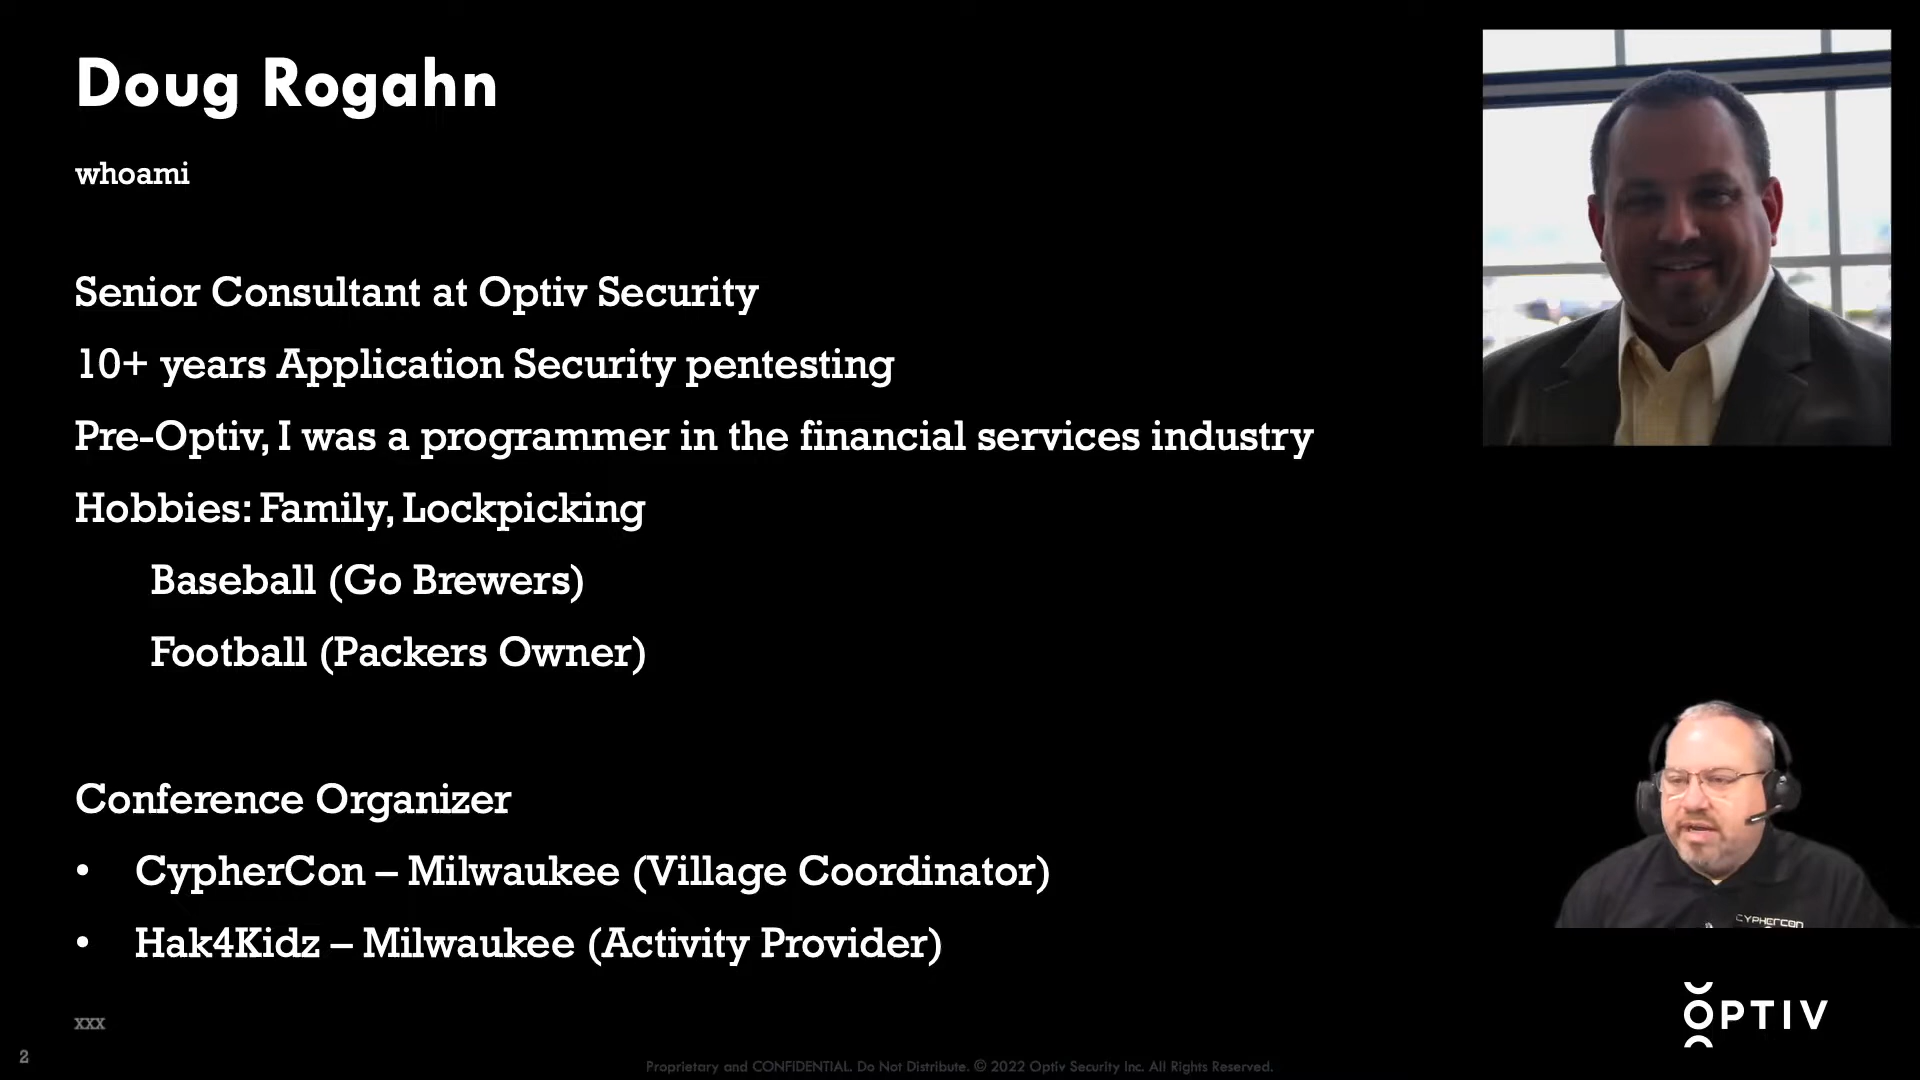 Doug Rogahn
whoami
Senior Consultant at Optiv Security
10+ years Application Security pentesting
Pre-Optiv, I was a programmer in the financial services industry
Hobbies: Family, Lockpicking
Baseball (Go Brewers)
Football (Packers Owner)
Conference Organizer
• CypherCon – Milwaukee (Village Coordinator)
• Hak4Kidz – Milwaukee (Activity Provider)
CYPHERCON
OPTIV
xxx
2
Proprietary and CONFIDENTIAL. Do Not Distribute. © 2022 Optiv Security Inc. All Rights Reserved.